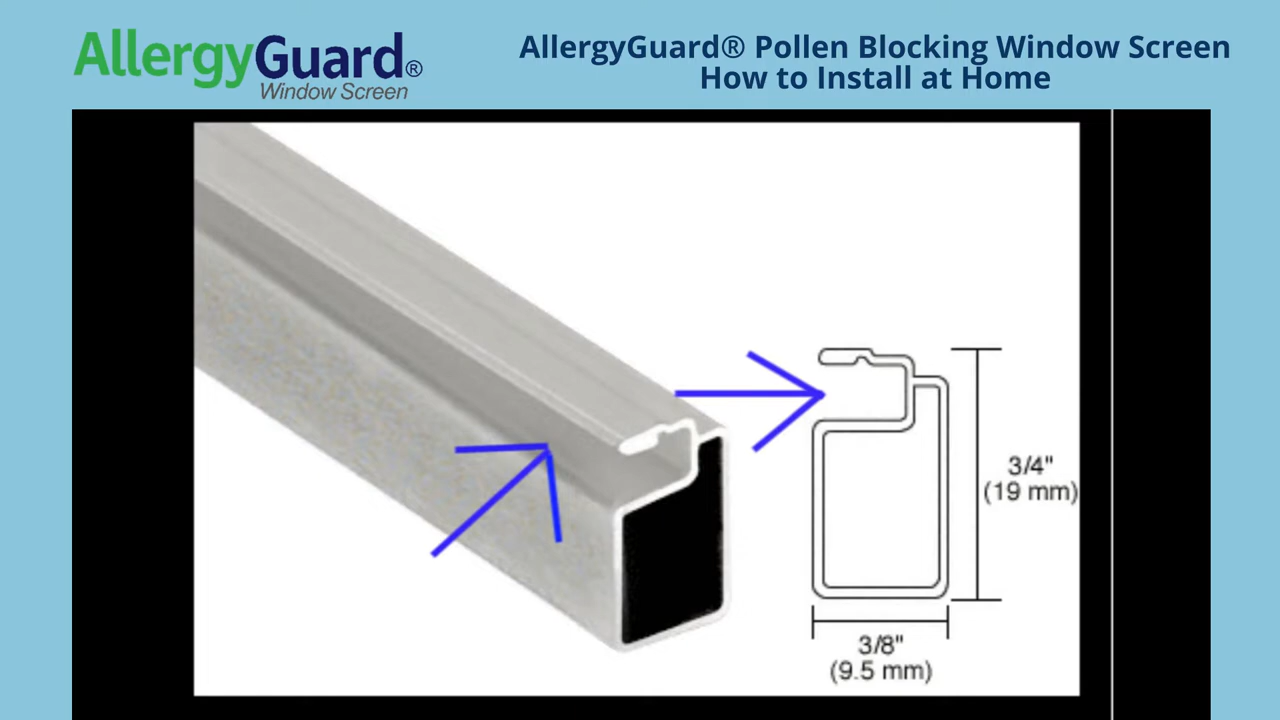 AllergyGuard®
Window Screen
AllergyGuard® Pollen Blocking Window Screen
How to Install at Home
3/4"
(19 mm)
3/8"
(9.5 mm)